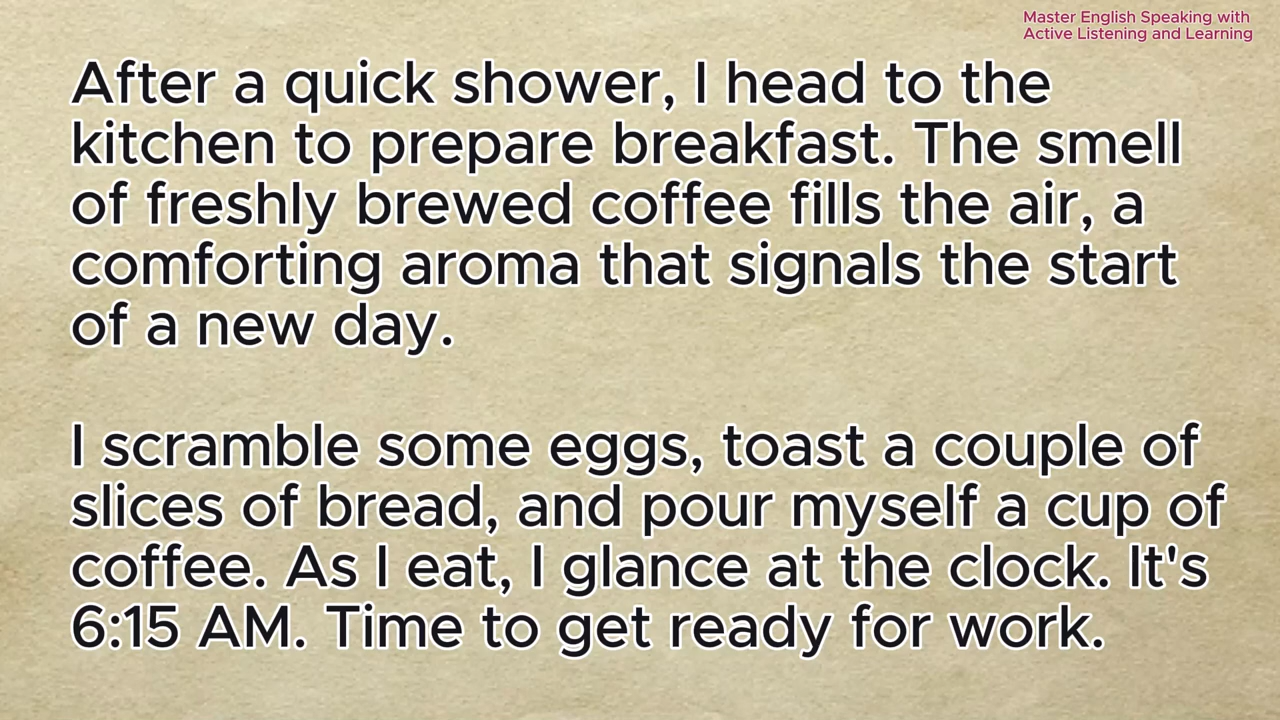 Master English Speaking with
Active Listening and Learning
After a quick shower, I head to the
kitchen to prepare breakfast. The smell
of freshly brewed coffee fills the air, a
comforting aroma that signals the start
of a new day.
I scramble some eggs, toast a couple of
slices of bread, and pour myself a cup of
coffee. As I eat, I glance at the clock. It's
6:15 AM. Time to get ready for work.